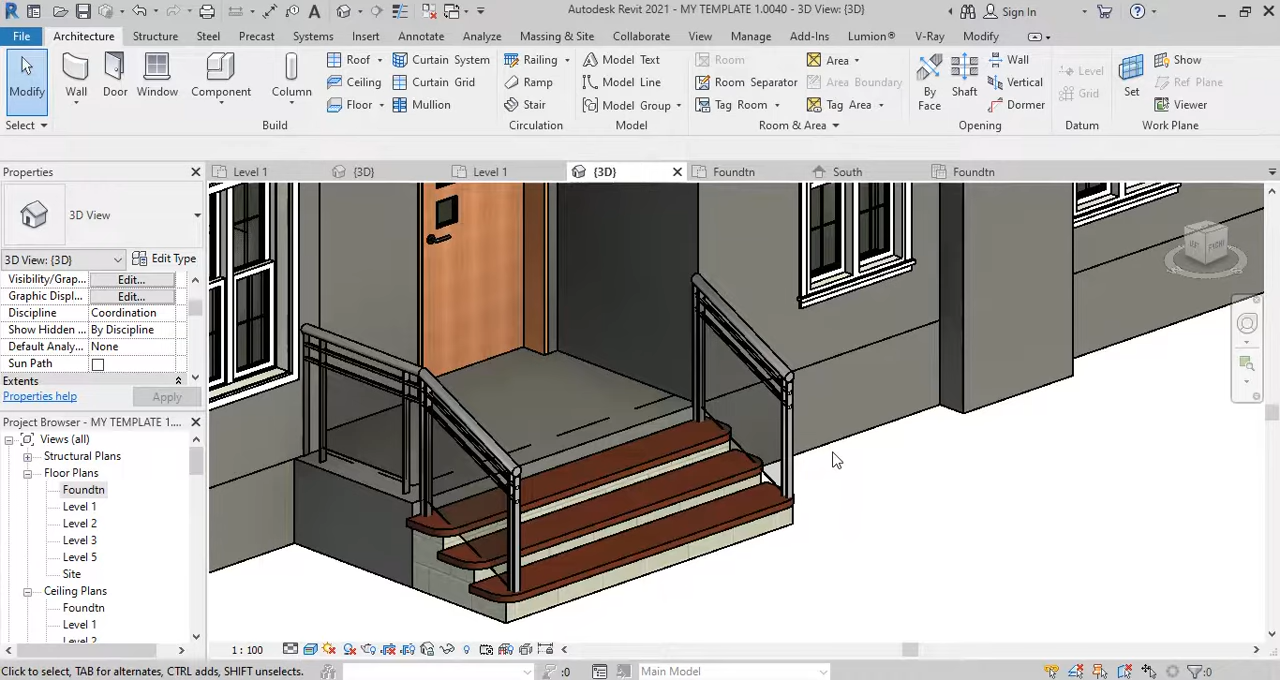 Autodesk Revit 2021 - MY TEMPLATE 1.0040 - 3D View: {3D}
Sign In
File Architecture Structure Steel Precast Systems Insert Annotate Analyze Massing & Site Collaborate View Manage Add-Ins Lumion® V-Ray Modify
Modify
Wall
Door
Window
Component
Column
Roof
Ceiling
Floor
Curtain System
Curtain Grid
Mullion
Railing
Ramp
Stair
Model Text
Model Line
Model Group
Room
Room Separator
Tag Room
Area
Area Boundary
Tag Area
By
Face
Shaft
Wall
Vertical
Dormer
Level
Grid
Set
Show
Ref Plane
Viewer
Select
Build
Circulation
Model
Room & Area
Opening
Datum
Work Plane
Properties
Level 1
{3D}
Level 1
{3D}
Foundtn
South
Foundtn
3D View
3D View: {3D}
Edit Type
Visibility/Grap... Edit...
Graphic Displ... Edit...
Discipline Coordination
Show Hidden ... By Discipline
Default Analy... None
Sun Path
Extents
Properties help
Apply
Project Browser - MY TEMPLATE 1....
Views (all)
Structural Plans
Floor Plans
Foundtn
Level 1
Level 2
Level 3
Level 5
Site
Ceiling Plans
Foundtn
Level 1
Level 2
1 : 100
Click to select, TAB for alternates, CTRL adds, SHIFT unselects.
:0
Main Model
:0